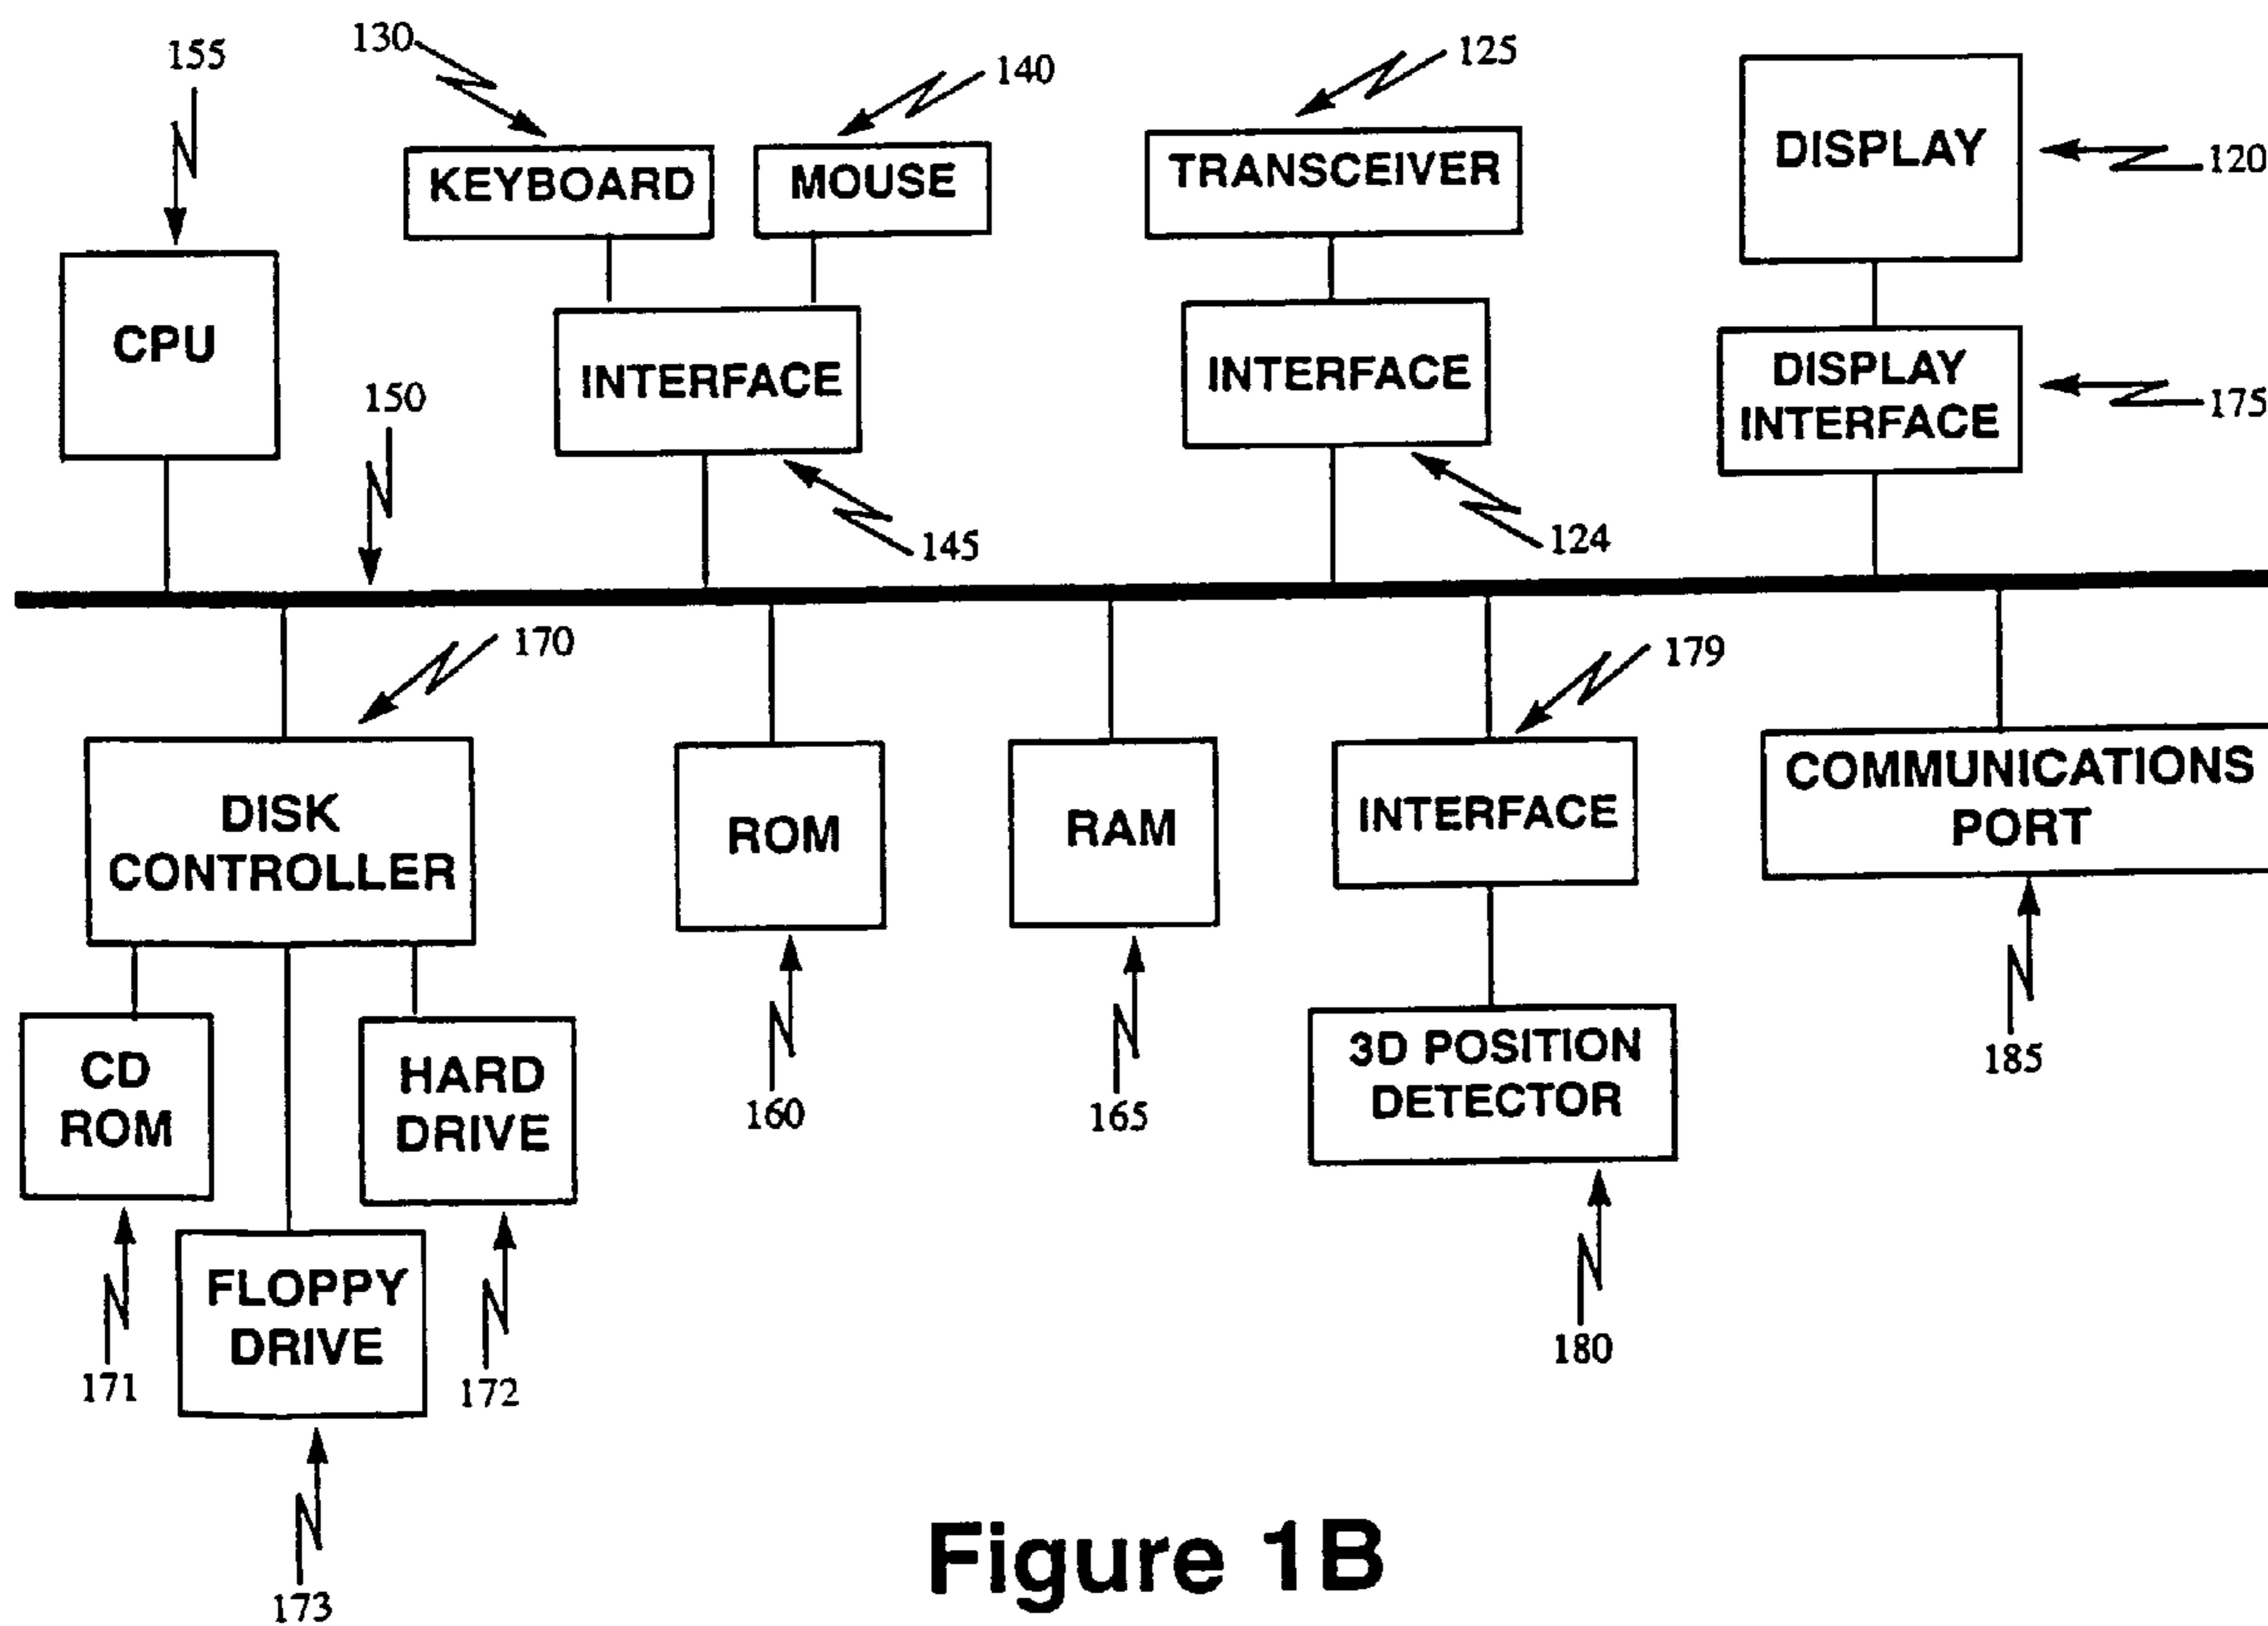 155
130
140
125
KEYBOARD
MOUSE
TRANSCEIVER
DISPLAY
120
CPU
INTERFACE
INTERFACE
DISPLAY
INTERFACE
175
150
145
124
170
179
DISK
CONTROLLER
ROM
RAM
INTERFACE
COMMUNICATIONS
PORT
CD
ROM
HARD
DRIVE
160
165
3D POSITION
DETECTOR
185
FLOPPY
DRIVE
171
172
180
173
Figure 1B